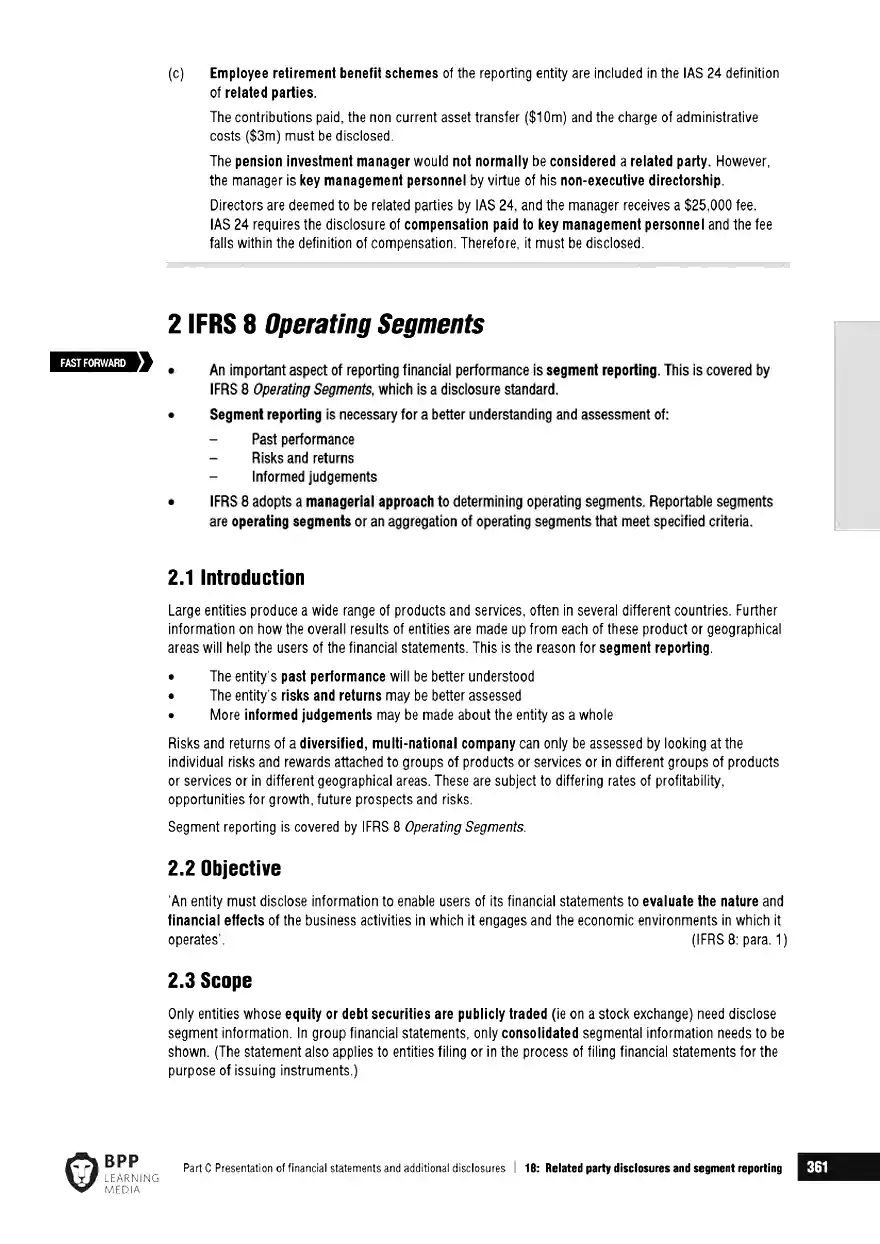 (c) Employee retirement benefit schemes of the reporting entity are included in the IAS 24 definition
of related parties.
The contributions paid, the non current asset transfer ($10m) and the charge of administrative
costs ($3m) must be disclosed.
The pension investment manager would not normally be considered a related party. However,
the manager is key management personnel by virtue of his non-executive directorship.
Directors are deemed to be related parties by IAS 24, and the manager receives a $25,000 fee.
IAS 24 requires the disclosure of compensation paid to key management personnel and the fee
falls within the definition of compensation. Therefore, it must be disclosed.
2 IFRS 8 Operating Segments
FAST FORWARD
• An important aspect of reporting financial performance is segment reporting. This is covered by
IFRS 8 Operating Segments, which is a disclosure standard.
• Segment reporting is necessary for a better understanding and assessment of:
– Past performance
– Risks and returns
– Informed judgements
• IFRS 8 adopts a managerial approach to determining operating segments. Reportable segments
are operating segments or an aggregation of operating segments that meet specified criteria.
2.1 Introduction
Large entities produce a wide range of products and services, often in several different countries. Further
information on how the overall results of entities are made up from each of these product or geographical
areas will help the users of the financial statements. This is the reason for segment reporting.
• The entity's past performance will be better understood
• The entity's risks and returns may be better assessed
• More informed judgements may be made about the entity as a whole
Risks and returns of a diversified, multi-national company can only be assessed by looking at the
individual risks and rewards attached to groups of products or services or in different groups of products
or services or in different geographical areas. These are subject to differing rates of profitability,
opportunities for growth, future prospects and risks.
Segment reporting is covered by IFRS 8 Operating Segments.
2.2 Objective
'An entity must disclose information to enable users of its financial statements to evaluate the nature and
financial effects of the business activities in which it engages and the economic environments in which it
operates'. (IFRS 8: para. 1)
2.3 Scope
Only entities whose equity or debt securities are publicly traded (ie on a stock exchange) need disclose
segment information. In group financial statements, only consolidated segmental information needs to be
shown. (The statement also applies to entities filing or in the process of filing financial statements for the
purpose of issuing instruments.)
BPP
LEARNING
MEDIA
Part C Presentation of financial statements and additional disclosures | 18: Related party disclosures and segment reporting 361